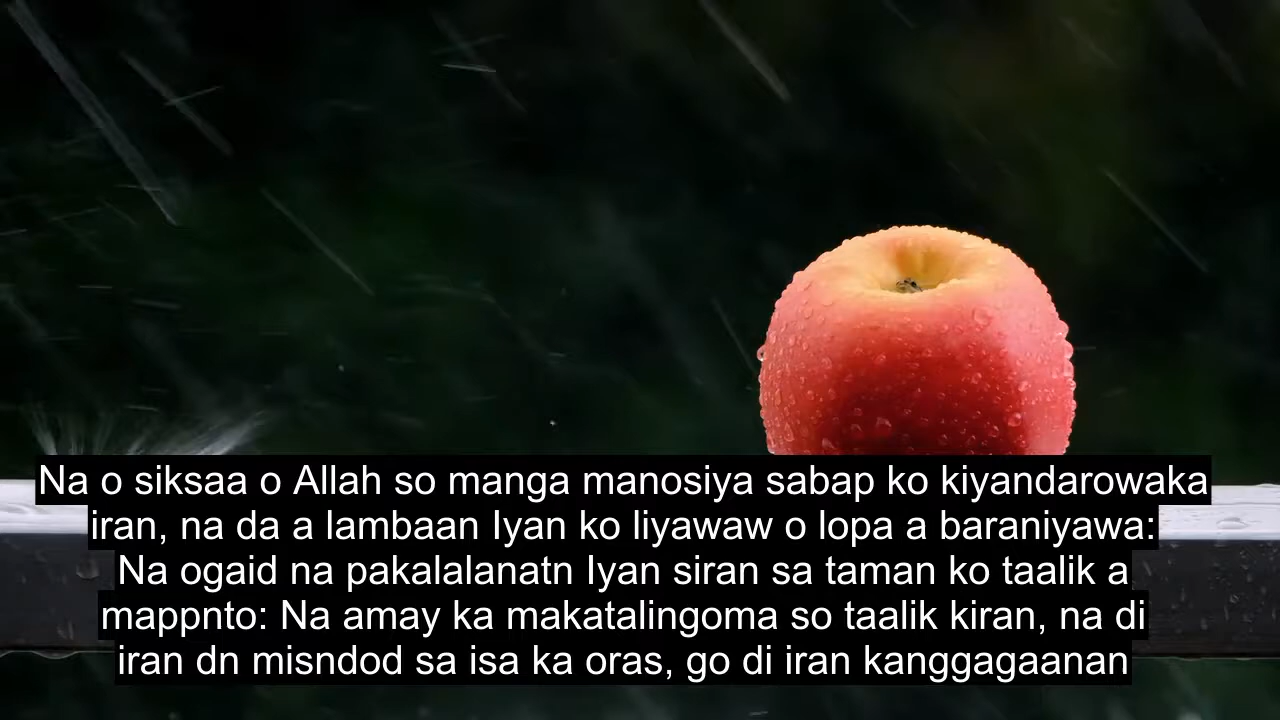 Na o siksaa o Allah so manga manosiya sabap ko kiyandarowaka
iran, na da a lambaan Iyan ko liyawaw o lopa a baraniyawa:
Na ogaid na pakalalanatn Iyan siran sa taman ko taalik a
mappnto: Na amay ka makatalingoma so taalik kiran, na di
iran dn misndod sa isa ka oras, go di iran kanggagaanan